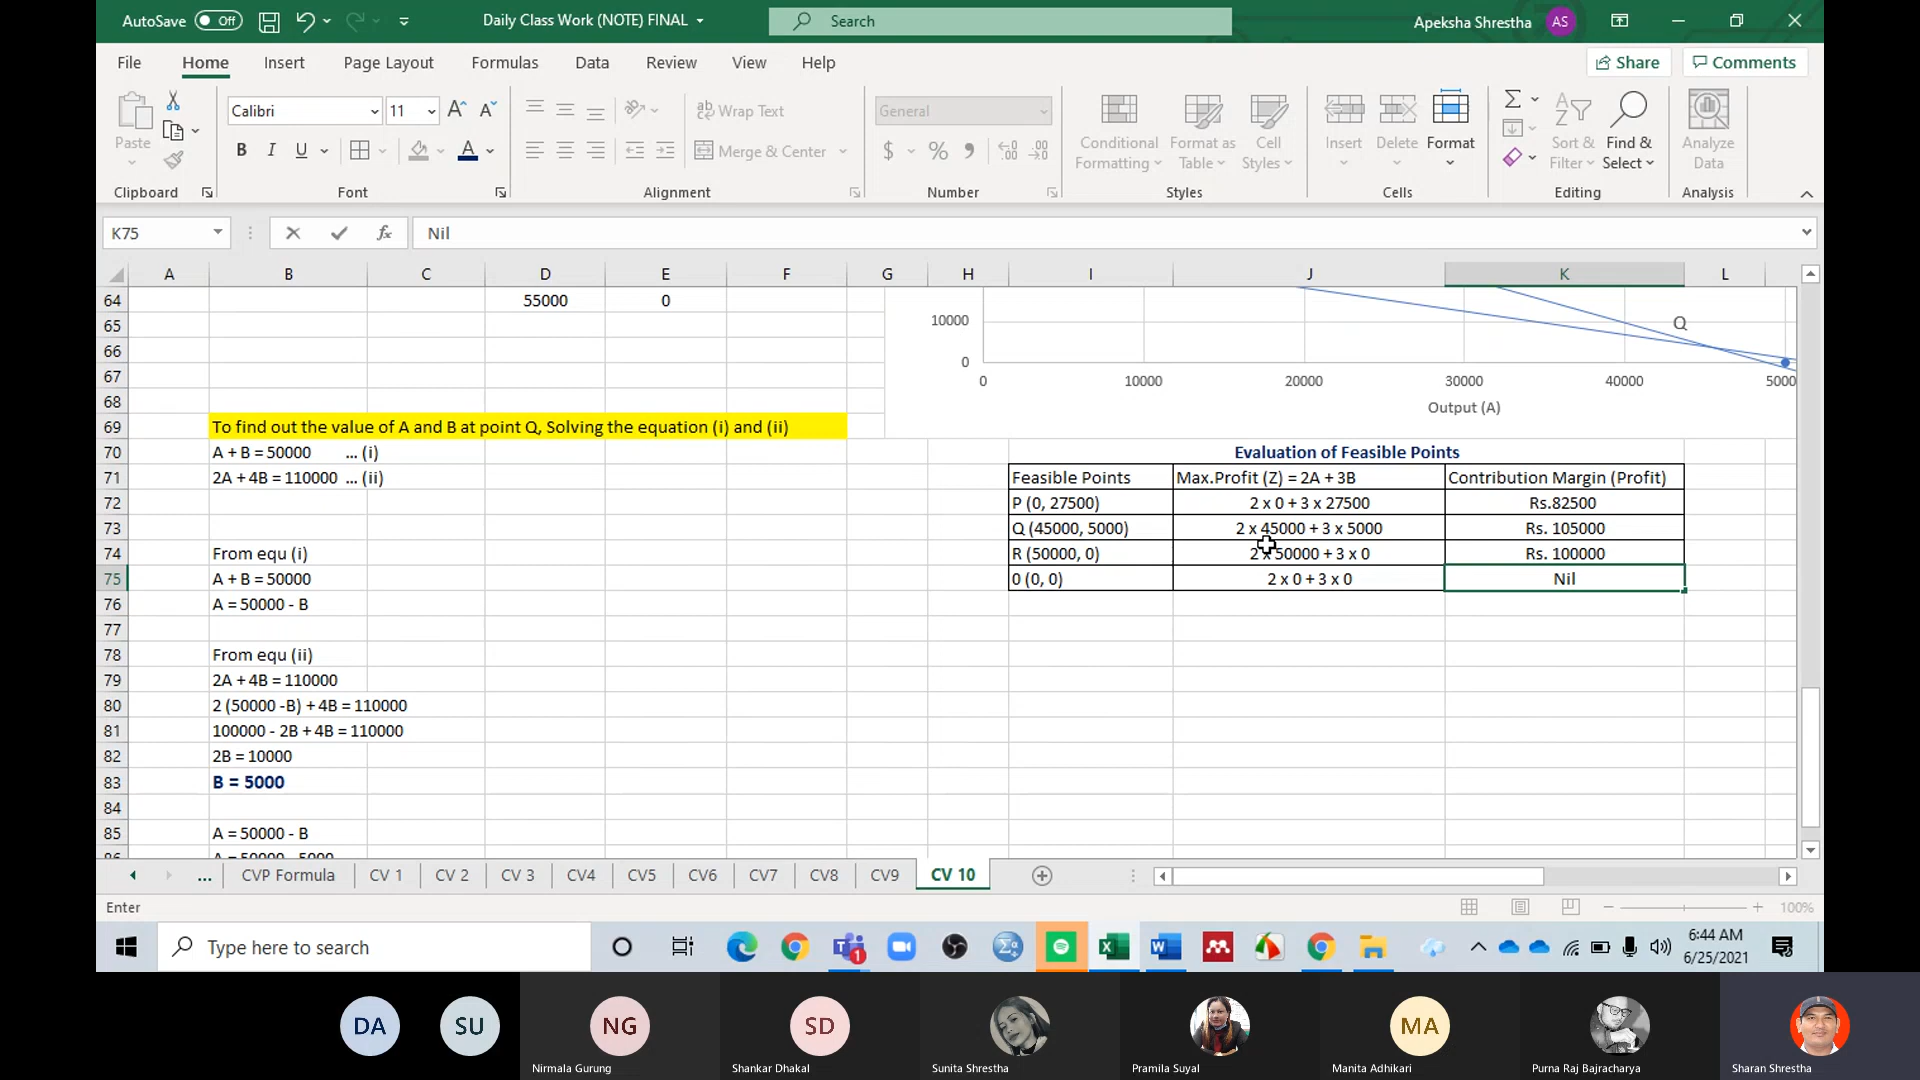 AutoSave Off Daily Class Work (NOTE) FINAL Search Apeksha Shrestha AS
File Home Insert Page Layout Formulas Data Review View Help Share Comments
Paste Calibri 11 Wrap Text General Conditional Formatting Format as Table Cell Styles Insert Delete Format Sort & Filter Find & Select Analyze Data
B I U Merge & Center $ %
Clipboard Font Alignment Number Styles Cells Editing Analysis
K75 fx Nil
A B C D E F G H I J K L
64 55000 0
65 10000 Q
66
67 0
68 0 10000 20000 30000 40000 5000
Output (A)
69 To find out the value of A and B at point Q, Solving the equation (i) and (ii)
70 A + B = 50000 ... (i) Evaluation of Feasible Points
71 2A + 4B = 110000 ... (ii) Feasible Points Max.Profit (Z) = 2A + 3B Contribution Margin (Profit)
72 P (0, 27500) 2 x 0 + 3 x 27500 Rs.82500
73 Q (45000, 5000) 2 x 45000 + 3 x 5000 Rs. 105000
74 From equ (i) R (50000, 0) 2 x 50000 + 3 x 0 Rs. 100000
75 A + B = 50000 0 (0, 0) 2 x 0 + 3 x 0 Nil
76 A = 50000 - B
77
78 From equ (ii)
79 2A + 4B = 110000
80 2 (50000 -B) + 4B = 110000
81 100000 - 2B + 4B = 110000
82 2B = 10000
83 B = 5000
84
85 A = 50000 - B
86 A = 50000 - 5000
... CVP Formula CV 1 CV 2 CV 3 CV4 CV5 CV6 CV7 CV8 CV9 CV 10
Enter 100%
Type here to search 1 6:44 AM
6/25/2021
DA SU NG SD MA
Nirmala Gurung Shankar Dhakal Sunita Shrestha Pramila Suyal Manita Adhikari Purna Raj Bajracharya Sharan Shrestha